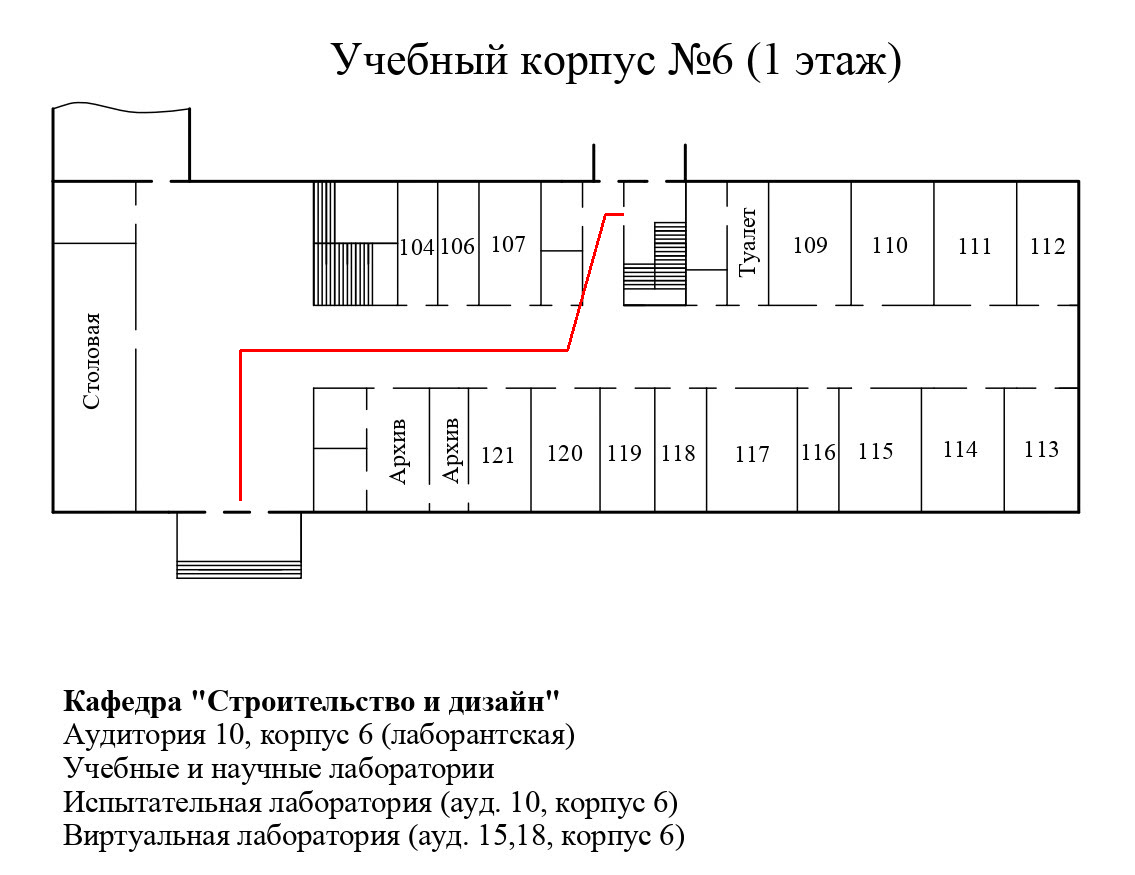 Учебный корпус №6 (1 этаж)
104
106
107
Туалет
109
110
111
112
Столовая
Архив
Архив
121
120
119
118
117
116
115
114
113
Кафедра "Строительство и дизайн"
Аудитория 10, корпус 6 (лаборантская)
Учебные и научные лаборатории
Испытательная лаборатория (ауд. 10, корпус 6)
Виртуальная лаборатория (ауд. 15,18, корпус 6)